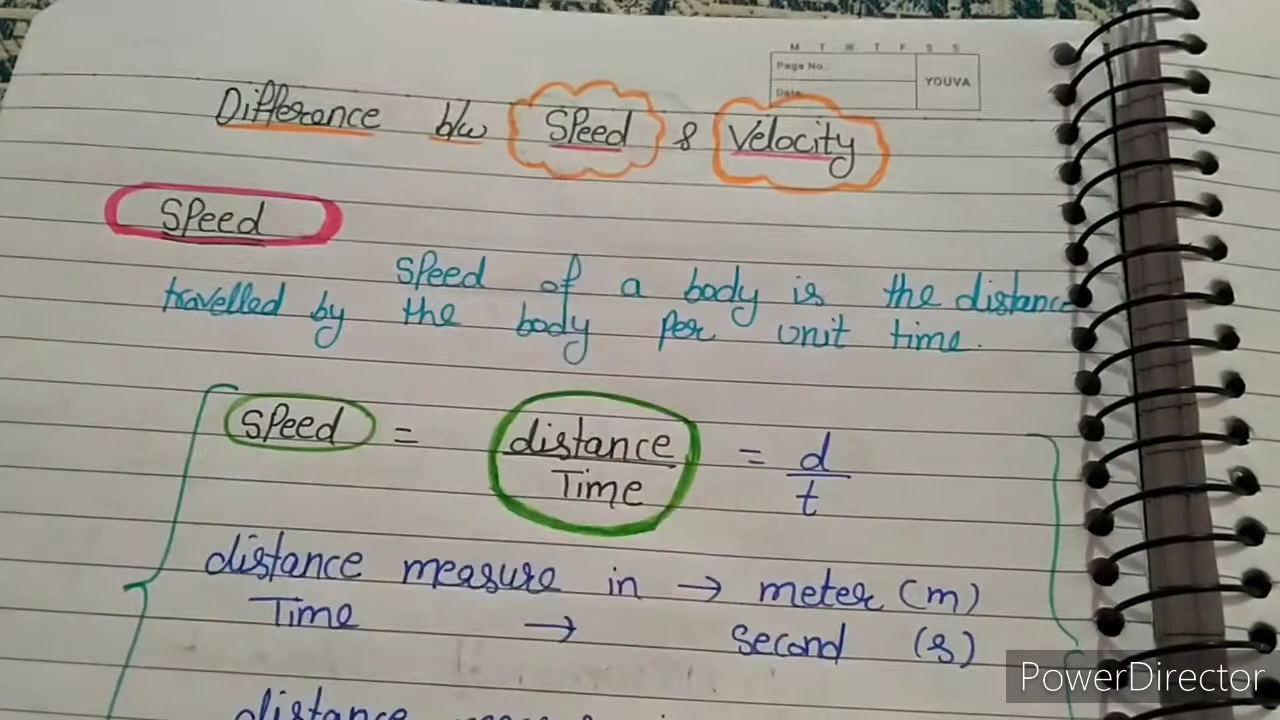 M T W T F S S
Page No.:
YOUVA
Date:
Difference b/w Speed & Velocity
Speed
Speed of a body is the distance
travelled by the body per unit time.
Speed = distance/Time = d/t
distance measure in → meter (m)
Time → second (s)
distance
PowerDirector